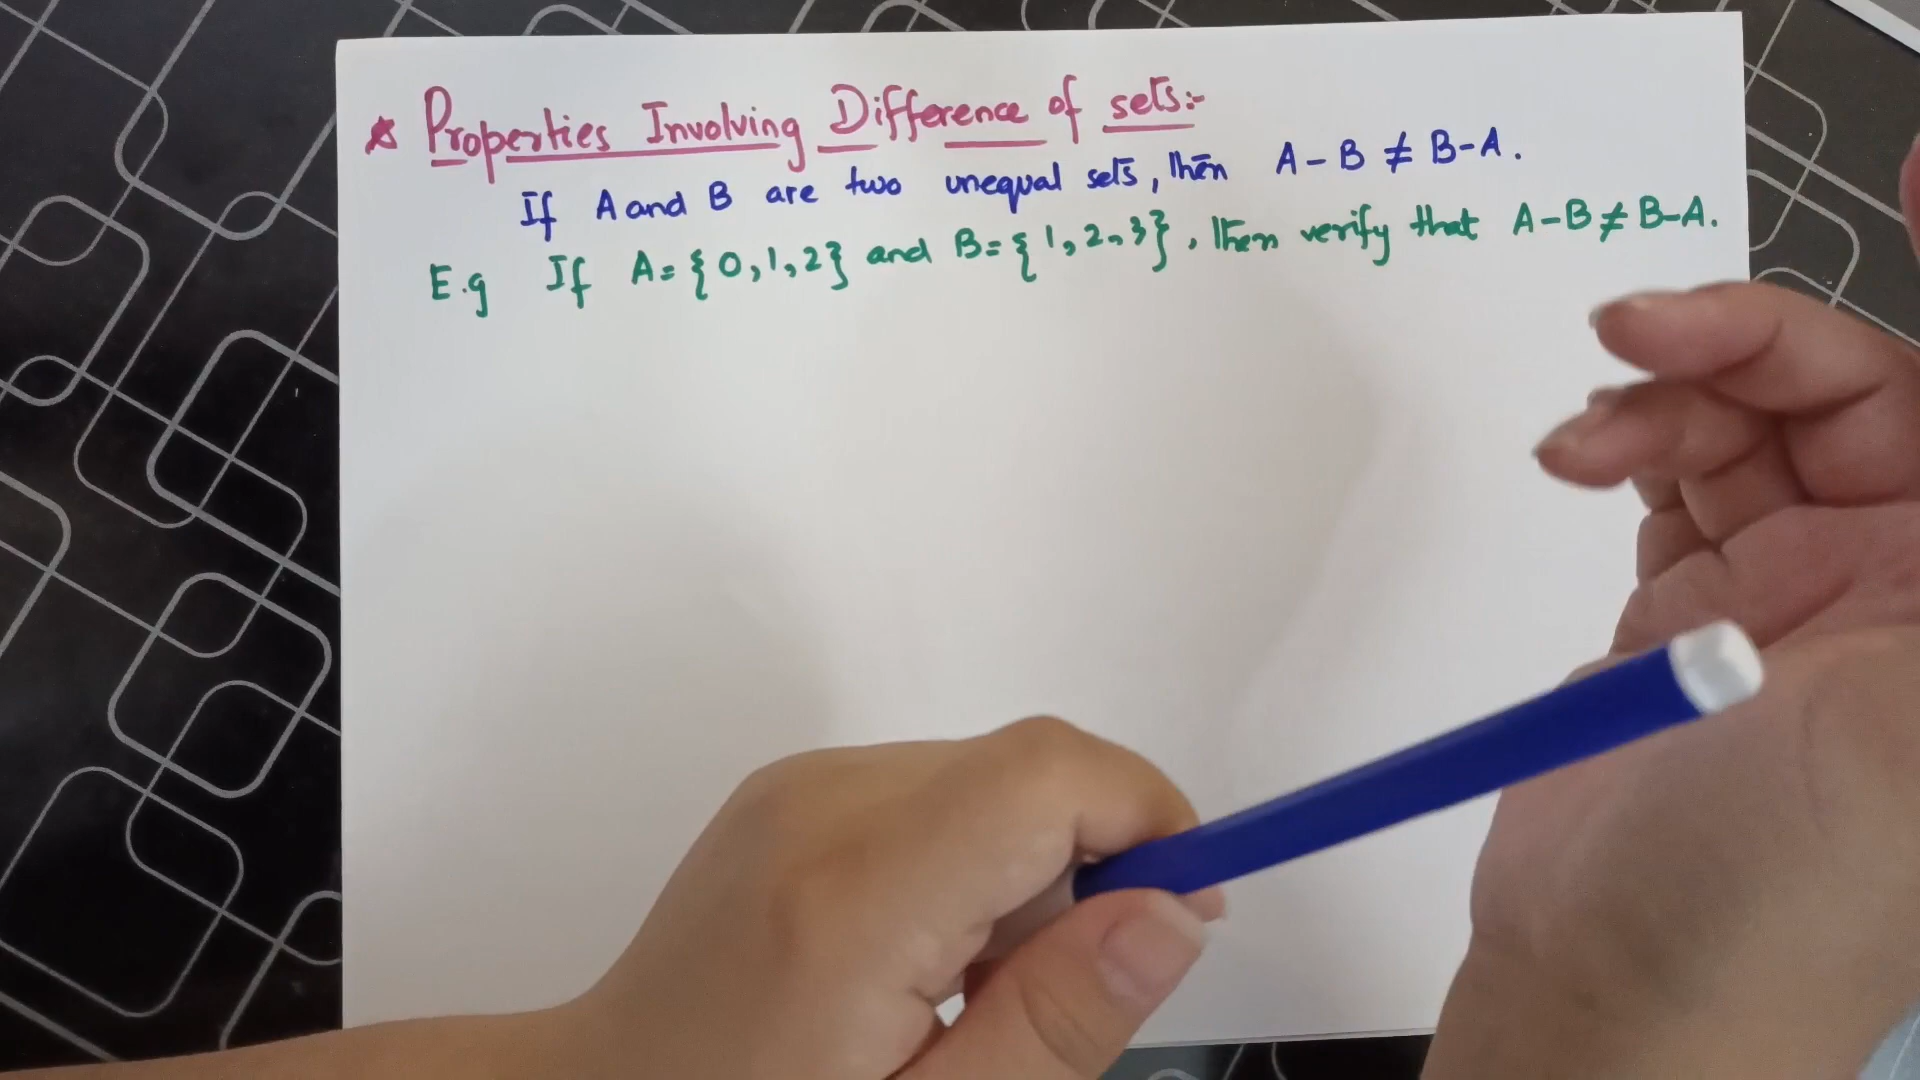 * Properties Involving Difference of sets:-
If A and B are two unequal sets, then A - B ≠ B - A.
E.g If A = {0, 1, 2} and B = {1, 2, 3}, then verify that A - B ≠ B - A.